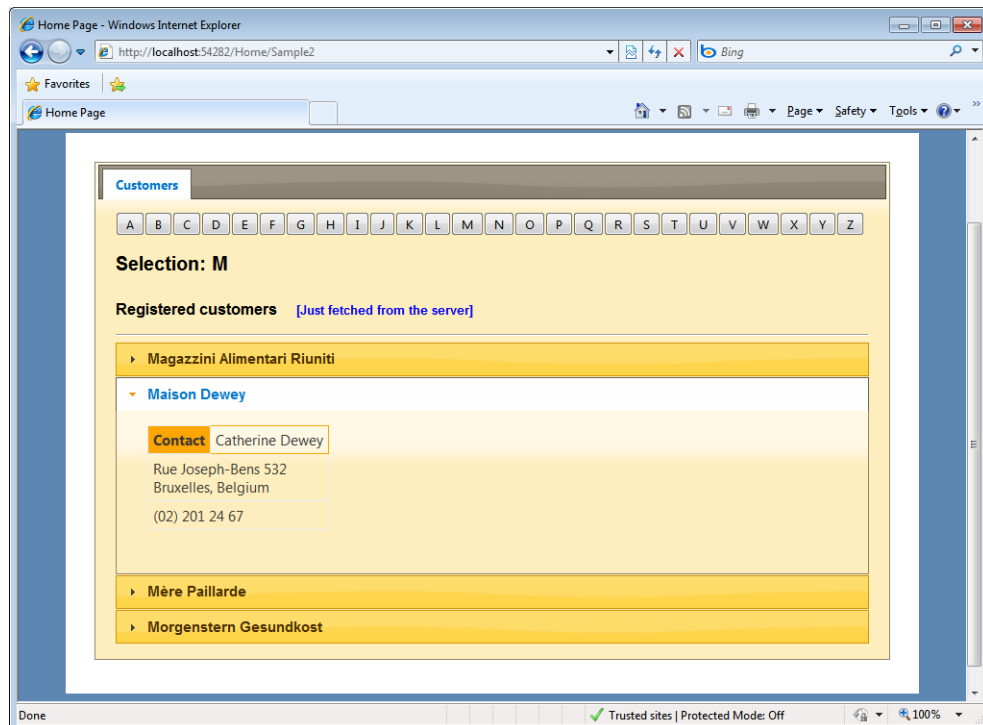 Home Page - Windows Internet Explorer
http://localhost:54282/Home/Sample2
Bing
Favorites
Home Page
Page Safety Tools
Customers
A B C D E F G H I J K L M N O P Q R S T U V W X Y Z
Selection: M
Registered customers [Just fetched from the server]
Magazzini Alimentari Riuniti
Maison Dewey
Contact Catherine Dewey
Rue Joseph-Bens 532
Bruxelles, Belgium
(02) 201 24 67
Mère Paillarde
Morgenstern Gesundkost
Done
Trusted sites | Protected Mode: Off
100%